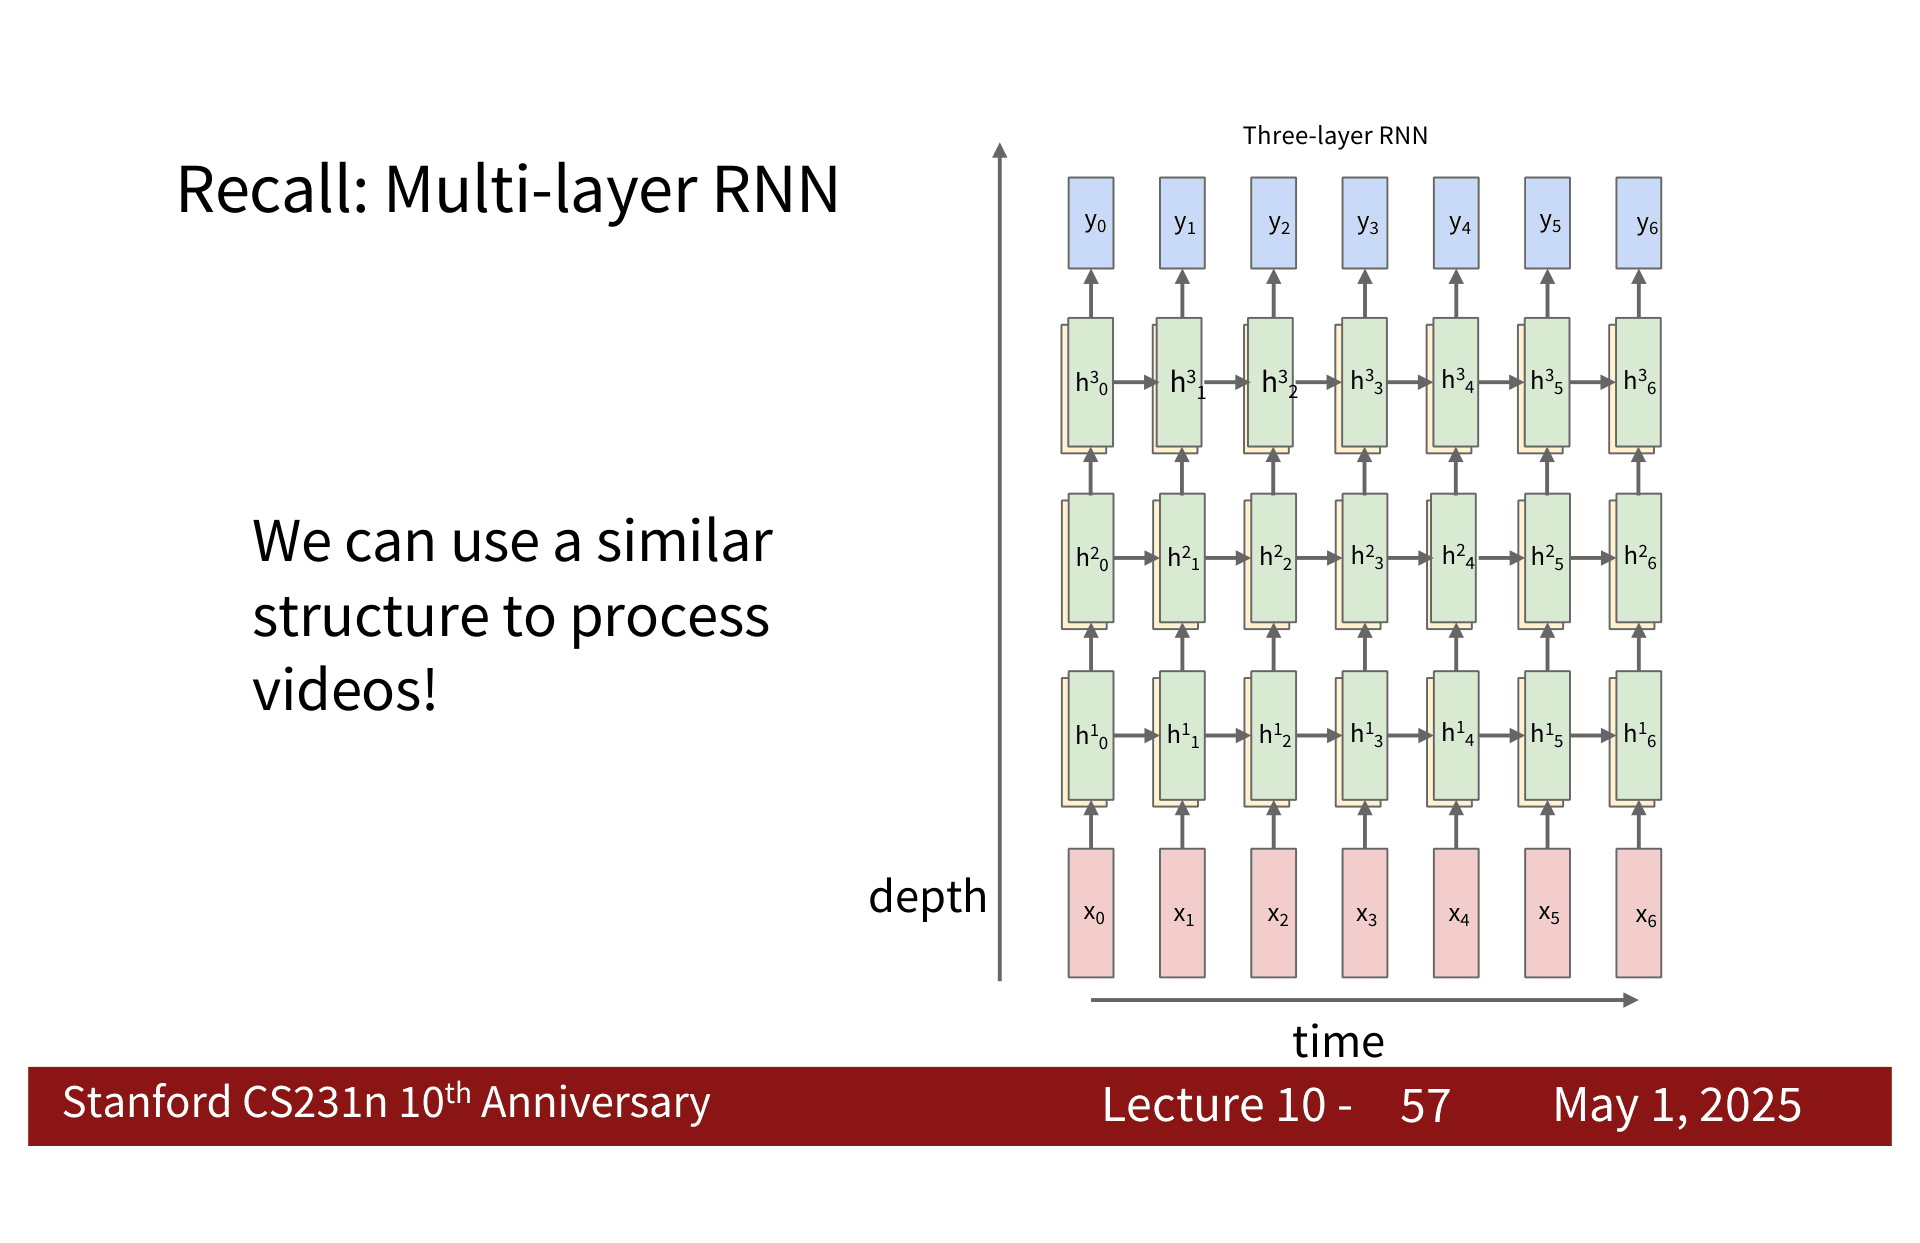 Recall: Multi-layer RNN
We can use a similar
structure to process
videos!
Three-layer RNN
y₀ y₁ y₂ y₃ y₄ y₅ y₆
h³₀ h³₁ h³₂ h³₃ h³₄ h³₅ h³₆
h²₀ h²₁ h²₂ h²₃ h²₄ h²₅ h²₆
h¹₀ h¹₁ h¹₂ h¹₃ h¹₄ h¹₅ h¹₆
depth
x₀ x₁ x₂ x₃ x₄ x₅ x₆
time
Stanford CS231n 10th Anniversary Lecture 10 - 57 May 1, 2025